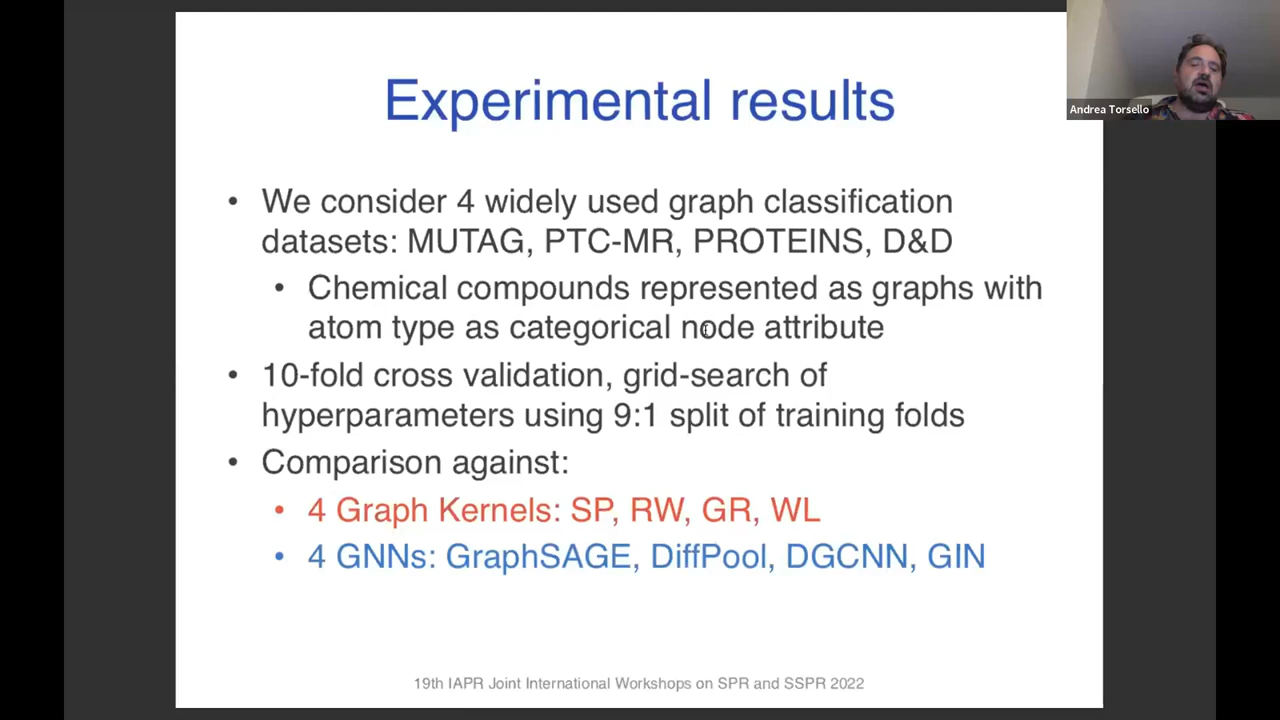 Experimental results
Andrea Torsello
• We consider 4 widely used graph classification
datasets: MUTAG, PTC-MR, PROTEINS, D&D
• Chemical compounds represented as graphs with
atom type as categorical node attribute
• 10-fold cross validation, grid-search of
hyperparameters using 9:1 split of training folds
• Comparison against:
• 4 Graph Kernels: SP, RW, GR, WL
• 4 GNNs: GraphSAGE, DiffPool, DGCNN, GIN
19th IAPR Joint International Workshops on SPR and SSPR 2022